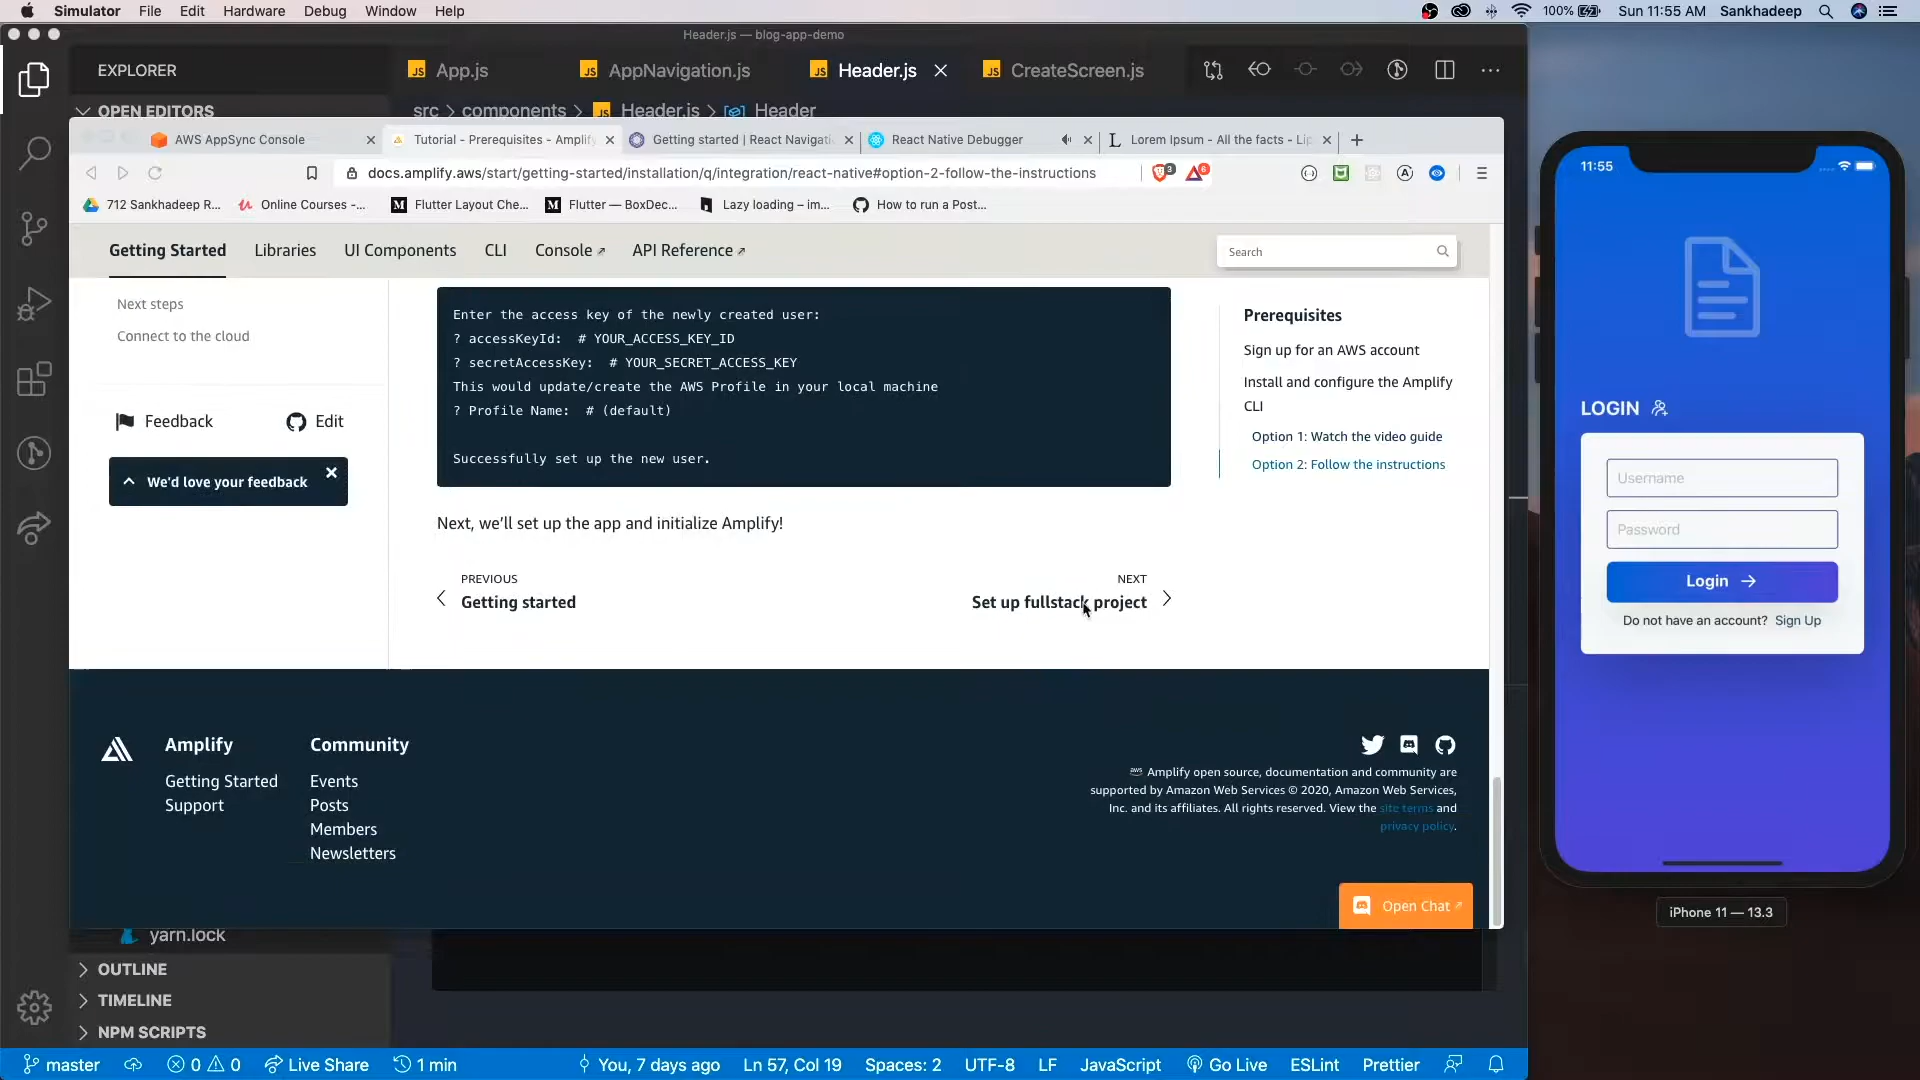 Simulator File Edit Hardware Debug Window Help
100% Sun 11:55 AM Sankhadeep
Header.js — blog-app-demo
EXPLORER
JS App.js
JS AppNavigation.js
JS Header.js
JS CreateScreen.js
OPEN EDITORS
src > components > JS Header.js > Header
AWS AppSync Console
Tutorial - Prerequisites - Amplify
Getting started | React Navigati
React Native Debugger
L Lorem Ipsum - All the facts - Lip
docs.amplify.aws/start/getting-started/installation/q/integration/react-native#option-2-follow-the-instructions
3
6
712 Sankhadeep R...
Online Courses -...
M Flutter Layout Che...
M Flutter — BoxDec...
Lazy loading – im...
How to run a Post...
Getting Started
Libraries
UI Components
CLI
Console
API Reference
Search
Next steps
Connect to the cloud
Feedback
Edit
We'd love your feedback
Enter the access key of the newly created user:
? accessKeyId: # YOUR_ACCESS_KEY_ID
? secretAccessKey: # YOUR_SECRET_ACCESS_KEY
This would update/create the AWS Profile in your local machine
? Profile Name: # (default)
Successfully set up the new user.
Next, we’ll set up the app and initialize Amplify!
PREVIOUS
Getting started
NEXT
Set up fullstack project
Prerequisites
Sign up for an AWS account
Install and configure the Amplify
CLI
Option 1: Watch the video guide
Option 2: Follow the instructions
Amplify
Getting Started
Support
Community
Events
Posts
Members
Newsletters
aws Amplify open source, documentation and community are
supported by Amazon Web Services © 2020, Amazon Web Services,
Inc. and its affiliates. All rights reserved. View the site terms and
privacy policy.
Open Chat
yarn.lock
OUTLINE
TIMELINE
NPM SCRIPTS
master
0 0
Live Share
1 min
You, 7 days ago
Ln 57, Col 19
Spaces: 2
UTF-8
LF
JavaScript
Go Live
ESLint
Prettier
11:55
LOGIN
Username
Password
Login
Do not have an account? Sign Up
iPhone 11 — 13.3